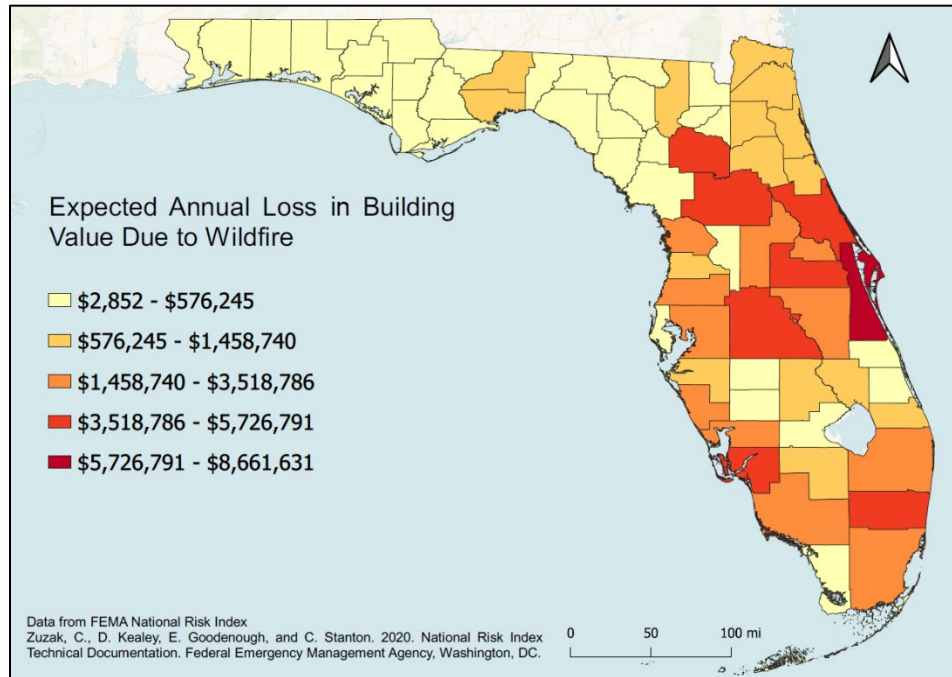 Expected Annual Loss in Building
Value Due to Wildfire
$2,852 - $576,245
$576,245 - $1,458,740
$1,458,740 - $3,518,786
$3,518,786 - $5,726,791
$5,726,791 - $8,661,631
Data from FEMA National Risk Index
Zuzak, C., D. Kealey, E. Goodenough, and C. Stanton. 2020. National Risk Index
Technical Documentation. Federal Emergency Management Agency, Washington, DC.
0 50 100 mi